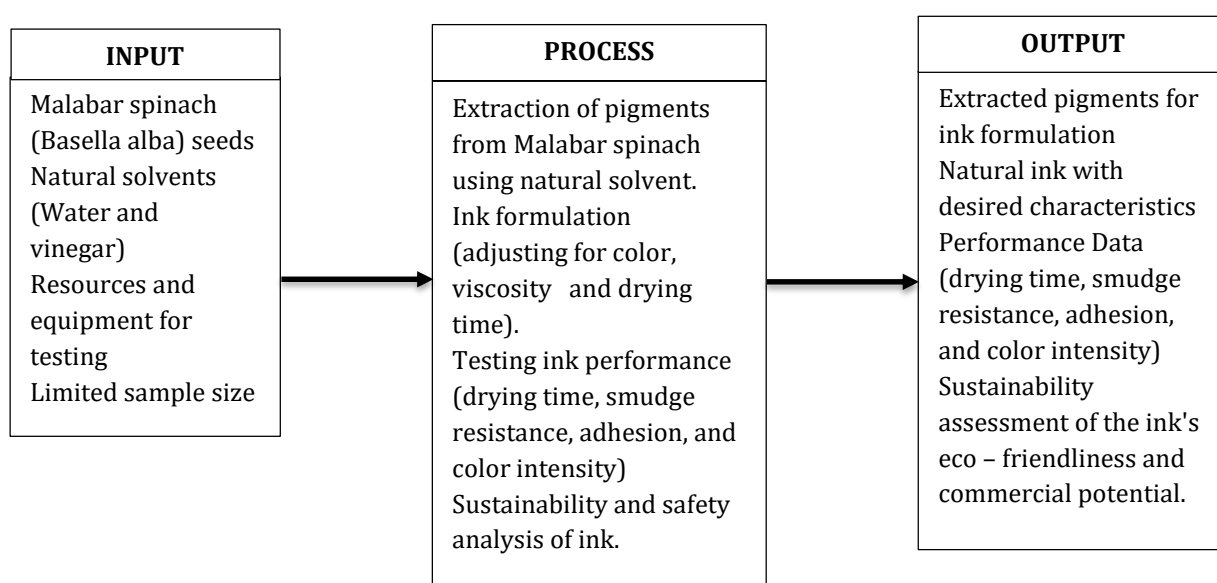 INPUT
Malabar spinach
(Basella alba) seeds
Natural solvents
(Water and
vinegar)
Resources and
equipment for
testing
Limited sample size
PROCESS
Extraction of pigments
from Malabar spinach
using natural solvent.
Ink formulation
(adjusting for color,
viscosity and drying
time).
Testing ink performance
(drying time, smudge
resistance, adhesion, and
color intensity)
Sustainability and safety
analysis of ink.
OUTPUT
Extracted pigments for
ink formulation
Natural ink with
desired characteristics
Performance Data
(drying time, smudge
resistance, adhesion,
and color intensity)
Sustainability
assessment of the ink's
eco – friendliness and
commercial potential.